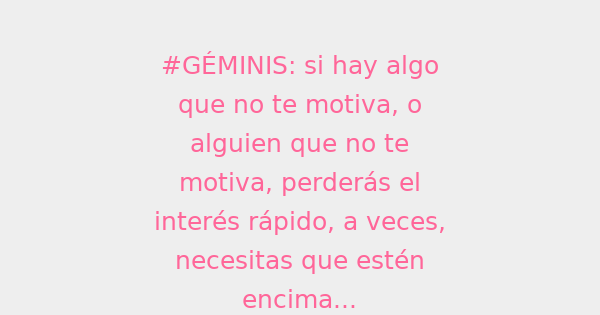 #GÉMINIS: si hay algo
que no te motiva, o
alguien que no te
motiva, perderás el
interés rápido, a veces,
necesitas que estén
encima...